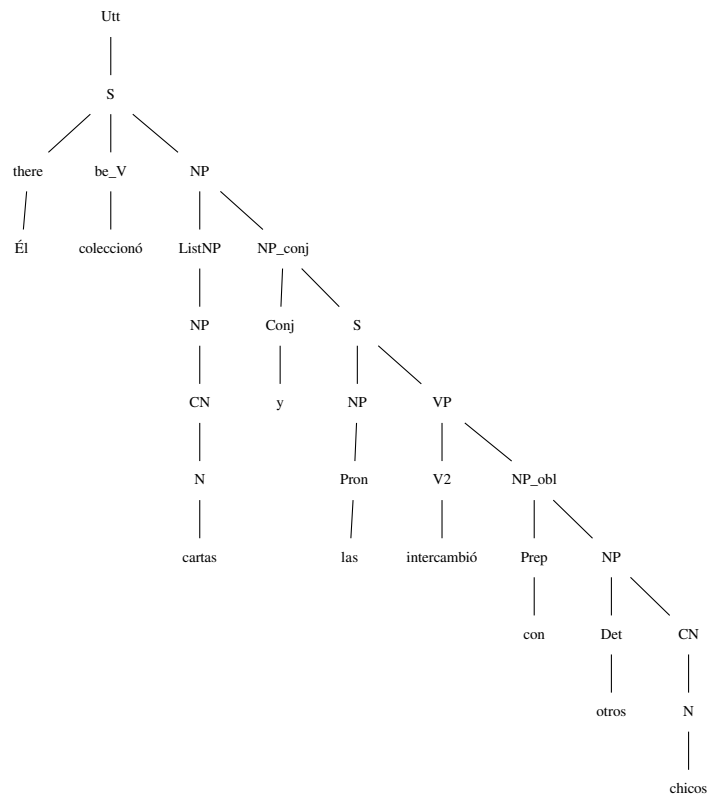 Utt
S
there be_V NP
Él coleccionó ListNP NP_conj
NP Conj S
CN y NP VP
N Pron V2 NP_obl
cartas las intercambió Prep NP
con Det CN
otros N
chicos